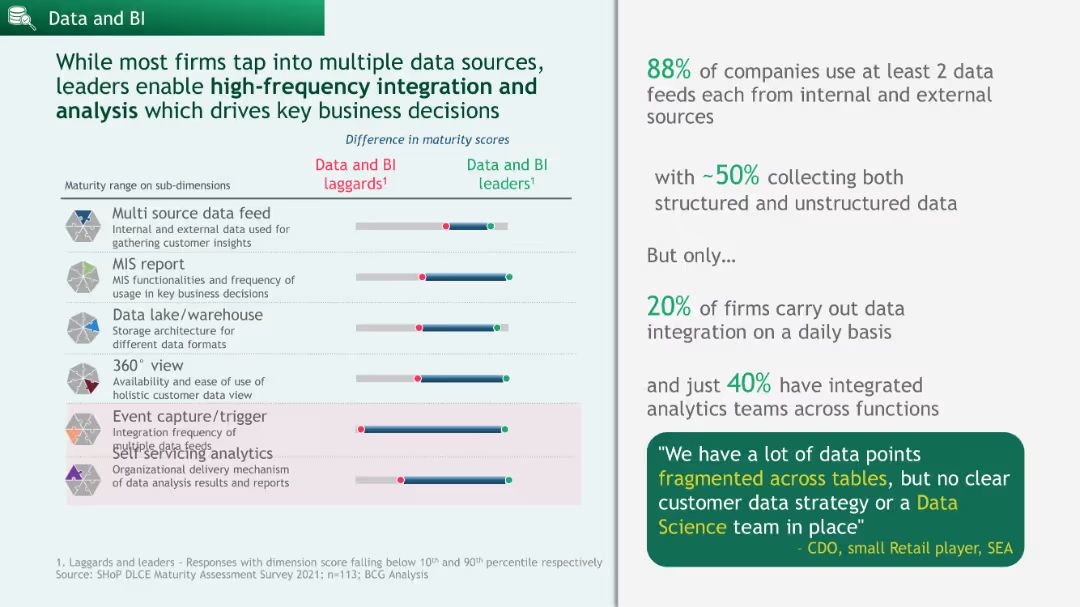 Data and BI
While most firms tap into multiple data sources,
leaders enable high-frequency integration and
analysis which drives key business decisions
Difference in maturity scores
Data and BI
laggards¹
Data and BI
leaders¹
Maturity range on sub-dimensions
Multi source data feed
Internal and external data used for
gathering customer insights
MIS report
MIS functionalities and frequency of
usage in key business decisions
Data lake/warehouse
Storage architecture for
different data formats
360° view
Availability and ease of use of
holistic customer data view
Event capture/trigger
Integration frequency of
multiple data feeds
Self servicing analytics
Organizational delivery mechanism
of data analysis results and reports
1. Laggards and leaders – Responses with dimension score falling below 10th and 90th percentile respectively
Source: SHoP DLCE Maturity Assessment Survey 2021; n=113; BCG Analysis
88% of companies use at least 2 data
feeds each from internal and external
sources
with ~50% collecting both
structured and unstructured data
But only…
20% of firms carry out data
integration on a daily basis
and just 40% have integrated
analytics teams across functions
"We have a lot of data points
fragmented across tables, but no clear
customer data strategy or a Data
Science team in place"
- CDO, small Retail player, SEA